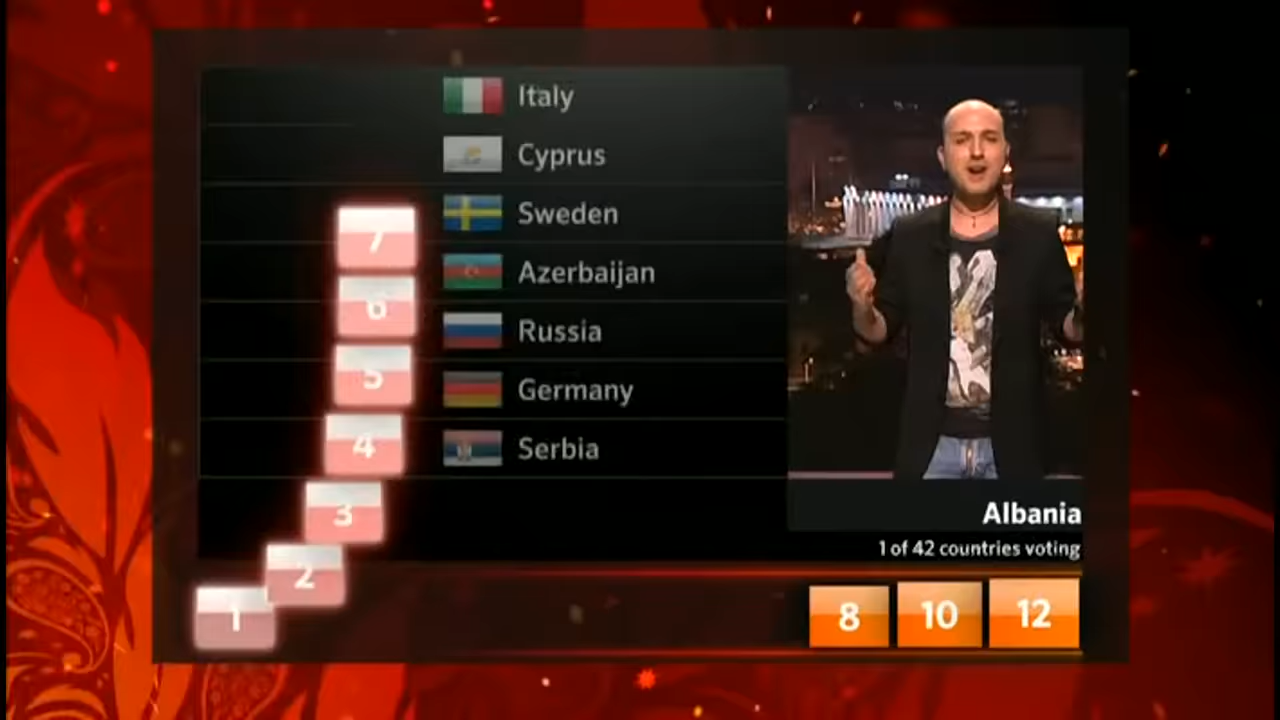 Italy
Cyprus
Sweden
7
Azerbaijan
6
Russia
5
Germany
4
Serbia
3
Albania
2
1 of 42 countries voting
1
8
10
12